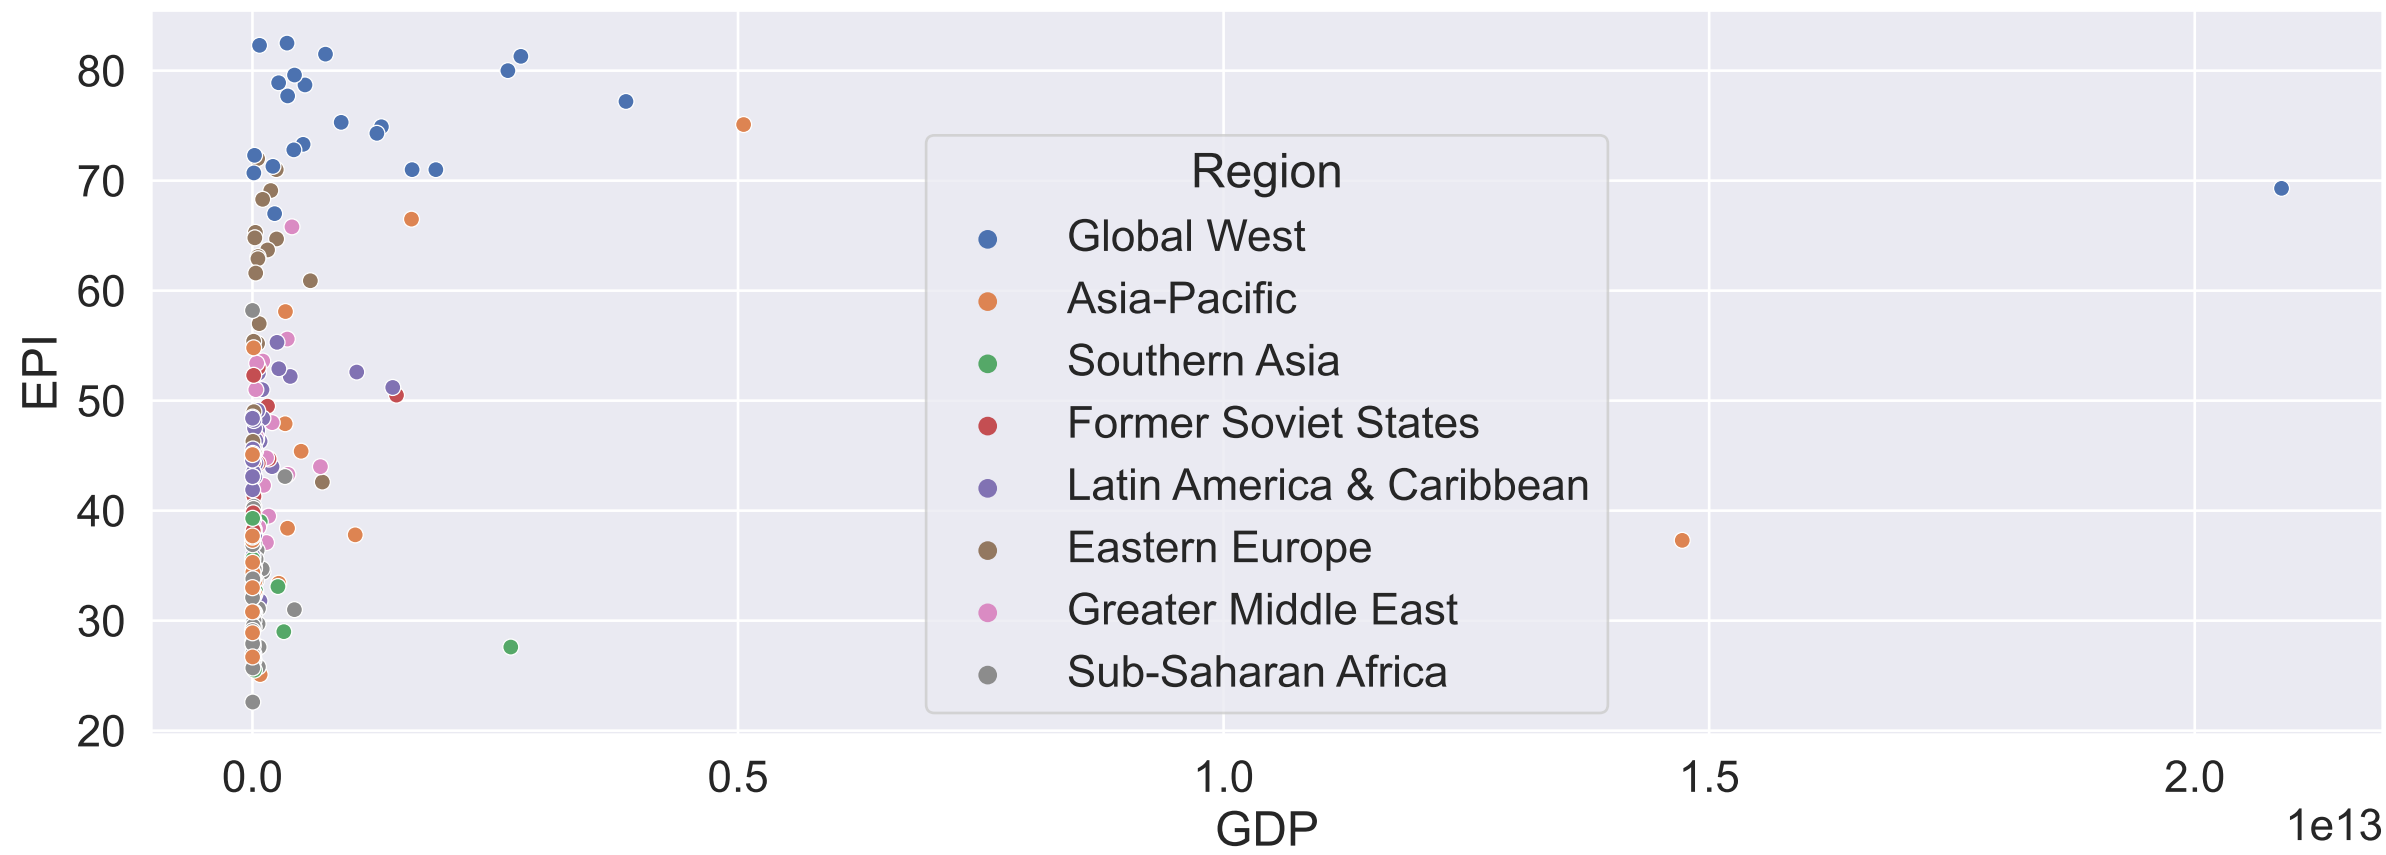 80
70
60
50
40
30
20
EPI
Region
Global West
Asia-Pacific
Southern Asia
Former Soviet States
Latin America & Caribbean
Eastern Europe
Greater Middle East
Sub-Saharan Africa
0.0 0.5 1.0 1.5 2.0
GDP
1e13